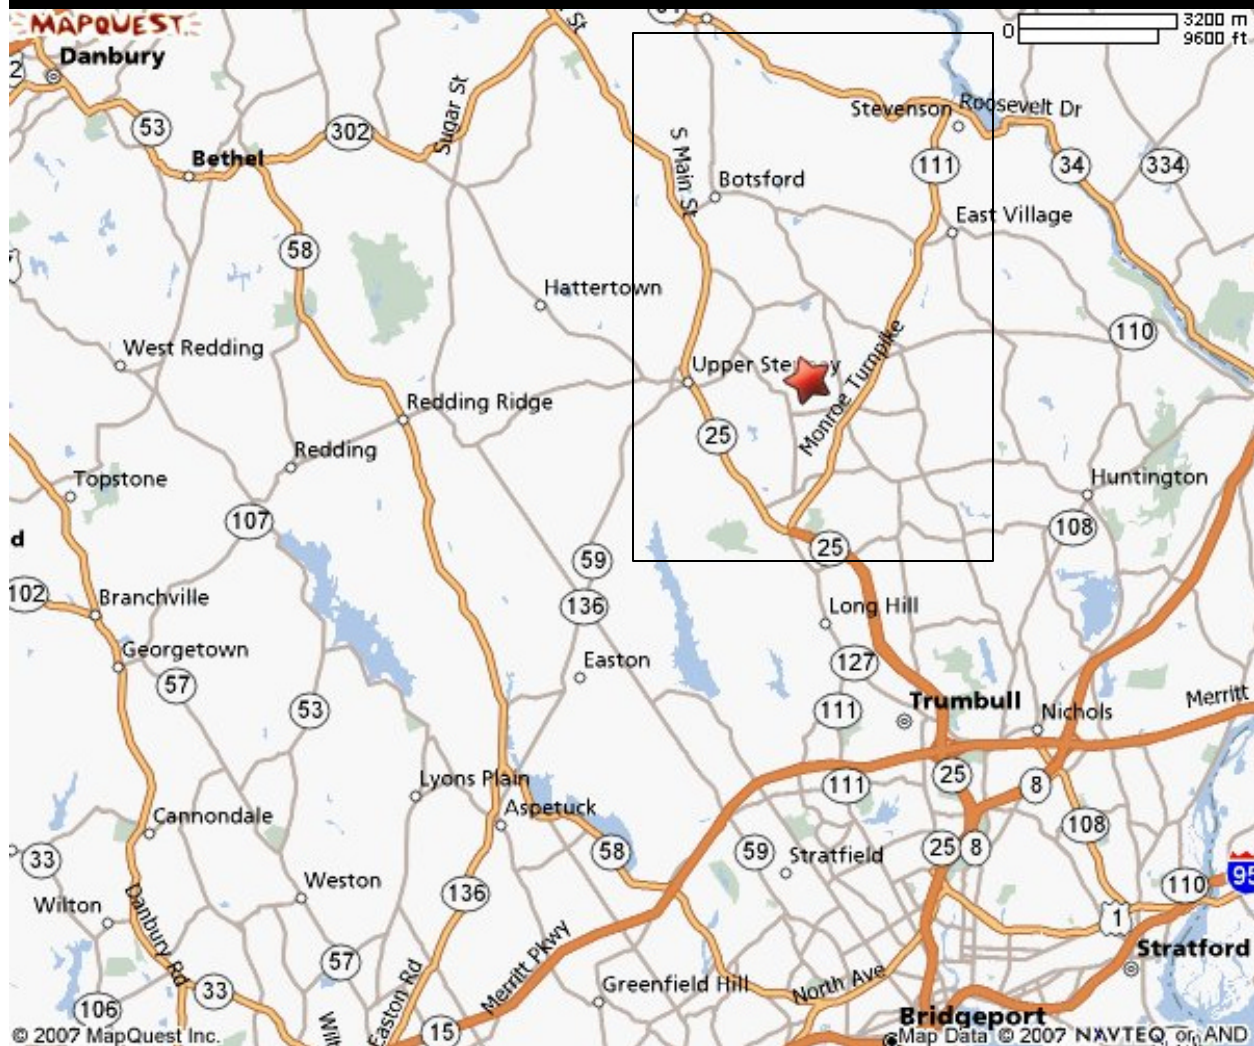 MAPQUEST.
3200 m
0
9600 ft
Danbury
53
302
Sugar St
Bethel
58
S Main St
Botsford
Stevenson
Roosevelt Dr
111
34
334
East Village
Hattertown
West Redding
110
Upper
Monroe Turnpike
Redding Ridge
25
Redding
Topstone
Huntington
107
108
25
59
102
Branchville
136
Long Hill
Georgetown
57
Easton
127
53
111
Trumbull
Nichols
Merritt
Lyons Plain
111
25
8
Aspetuck
Cannondale
108
33
58
59
Stratfield
25
8
95
110
Weston
136
Wilton
Danbury Rd
1
Stratford
57
Merritt Pkwy
33
Easton Rd
Greenfield Hill
North Ave
106
15
Bridgeport
© 2007 MapQuest Inc.
Map Data © 2007 NAVTEQ or AND